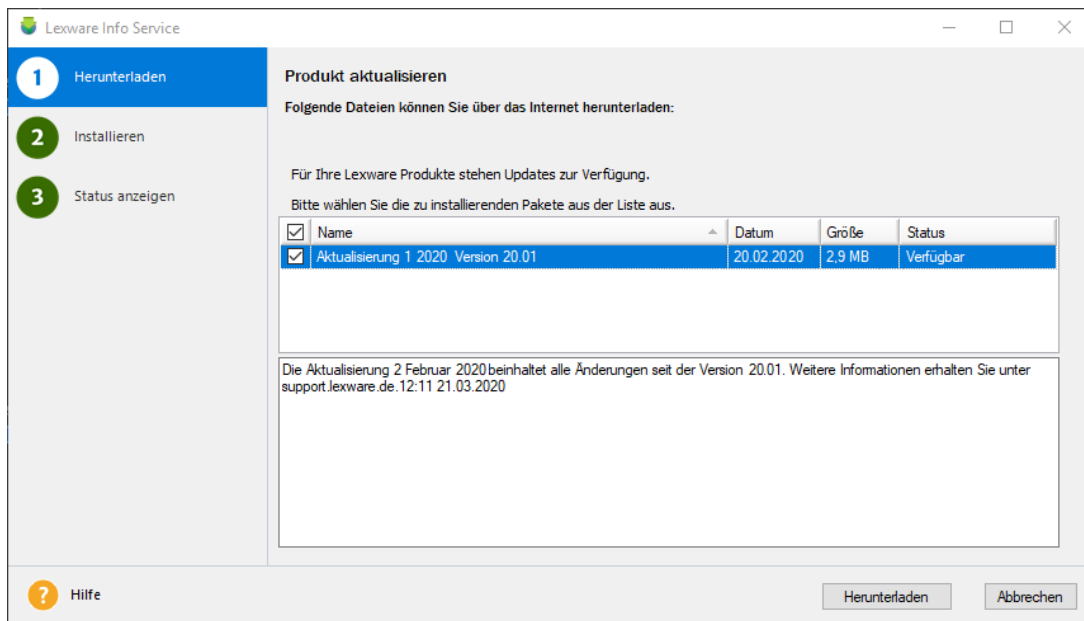 Lexware Info Service
1 Herunterladen
2 Installieren
3 Status anzeigen
Produkt aktualisieren
Folgende Dateien können Sie über das Internet herunterladen:
Für Ihre Lexware Produkte stehen Updates zur Verfügung.
Bitte wählen Sie die zu installierenden Pakete aus der Liste aus.
Name Datum Größe Status
Aktualisierung 1 2020 Version 20.01 20.02.2020 2,9 MB Verfügbar
Die Aktualisierung 2 Februar 2020 beinhaltet alle Änderungen seit der Version 20.01. Weitere Informationen erhalten Sie unter
support.lexware.de.12:11 21.03.2020
? Hilfe
Herunterladen Abbrechen